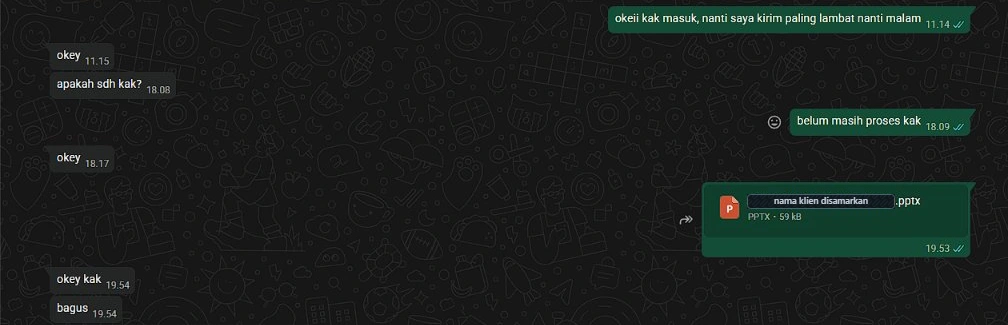 okeii kak masuk, nanti saya kirim paling lambat nanti malam 11.14
okey 11.15
apakah sdh kak? 18.08
belum masih proses kak 18.09
okey 18.17
nama klien disamarkan .pptx
P
PPTX - 59 kB
19.53
okey kak 19.54
bagus 19.54